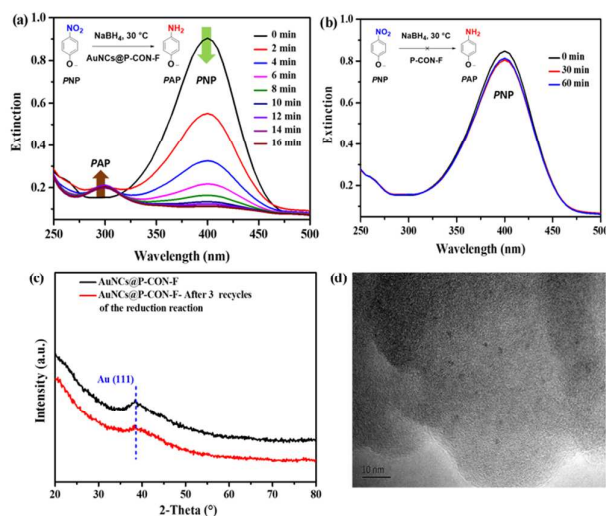 (a)
NO₂
NaBH₄, 30 °C
AuNCs@P-CON-F
NH₂
O⁻
PNP
O⁻
PAP
PNP
0 min
2 min
4 min
6 min
8 min
10 min
12 min
14 min
16 min
PAP
Extinction
1.0
0.8
0.6
0.4
0.2
250 300 350 400 450 500
Wavelength (nm)
(b)
NO₂
NaBH₄, 30 °C
P-CON-F
NH₂
O⁻
PNP
O⁻
PAP
PNP
0 min
30 min
60 min
Extinction
1.0
0.8
0.6
0.4
0.2
250 300 350 400 450 500
Wavelength (nm)
(c)
AuNCs@P-CON-F
AuNCs@P-CON-F- After 3 recycles
of the reduction reaction
Au (111)
Intensity (a.u.)
20 30 40 50 60 70 80
2-Theta (°)
(d)
10 nm